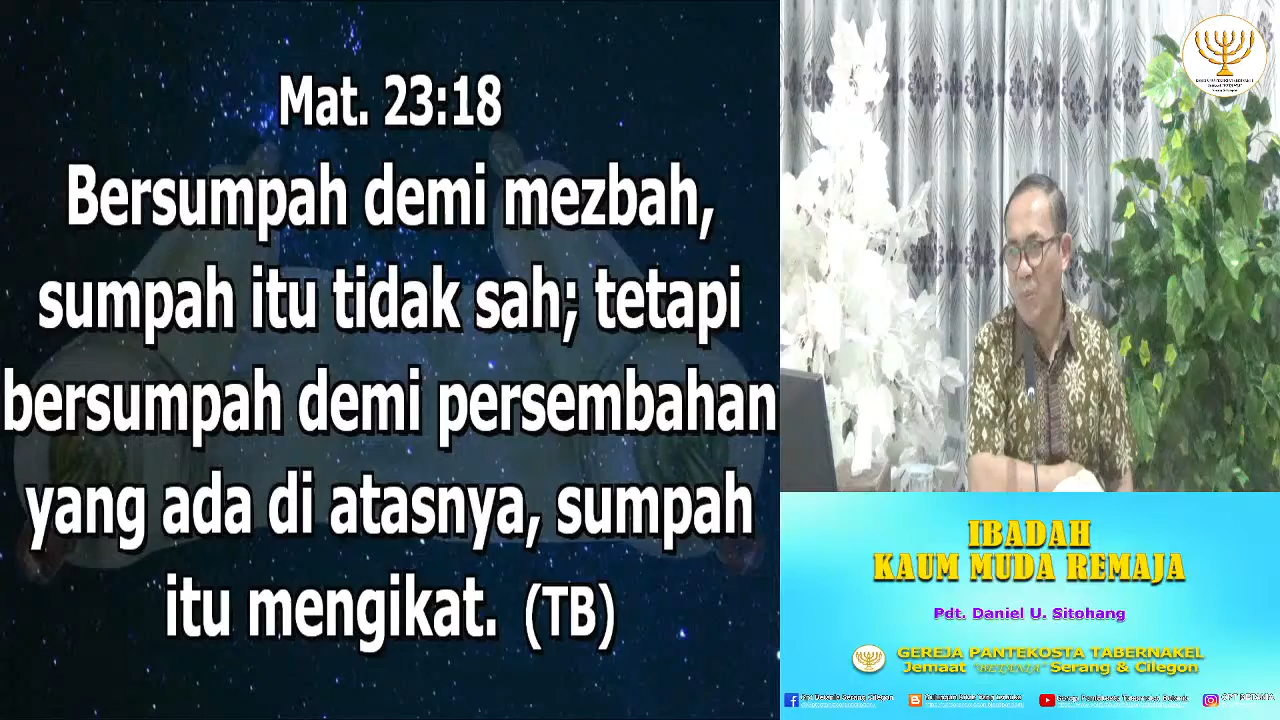 Mat. 23:18
Bersumpah demi mezbah,
sumpah itu tidak sah; tetapi
bersumpah demi persembahan
yang ada di atasnya, sumpah
itu mengikat. (TB)
IBADAH
KAUM MUDA REMAJA
Pdt. Daniel U. Sitohang
GEREJA PANTEKOSTA TABERNAKEL
Jemaat "BETANIA" Serang & Cilegon